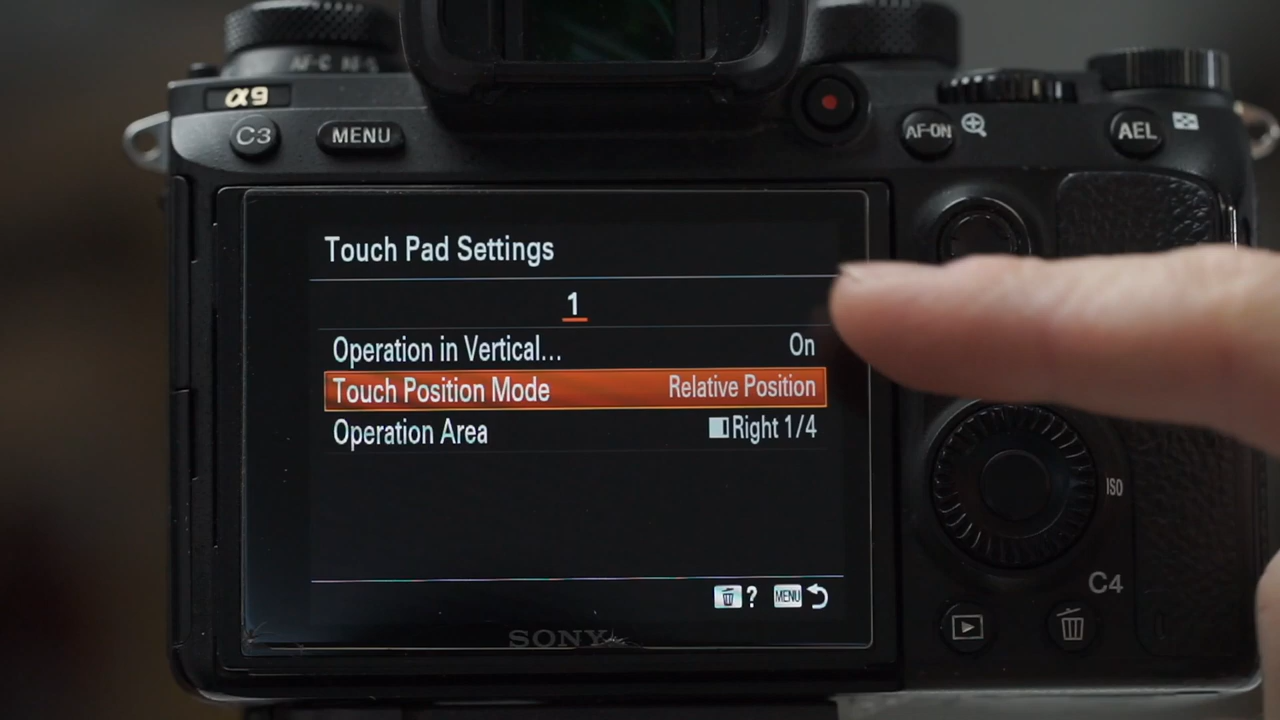 AF-C
α9
C3
MENU
AF-ON
AEL
Touch Pad Settings
1
Operation in Vertical... On
Touch Position Mode Relative Position
Operation Area Right 1/4
ISO
? MENU
C4
SONY